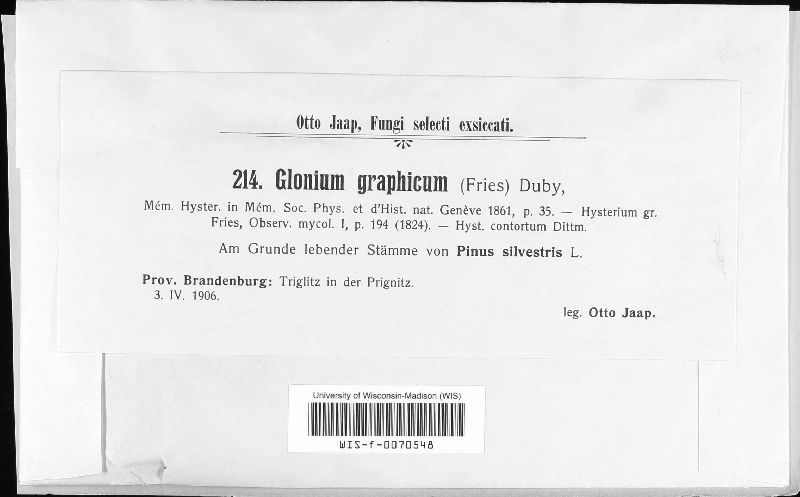 Otto Jaap, Fungi selecti exsiccati.
214. Glonium graphicum (Fries) Duby,
Mém. Hyster. in Mém. Soc. Phys. et d'Hist. nat. Genève 1861, p. 35. — Hysterium gr.
Fries, Observ. mycol. I, p. 194 (1824). — Hyst. contortum Dittm.
Am Grunde lebender Stämme von Pinus silvestris L.
Prov. Brandenburg: Triglitz in der Prignitz.
3. IV. 1906.
leg. Otto Jaap.
University of Wisconsin-Madison (WIS)
WIS-f-0070548